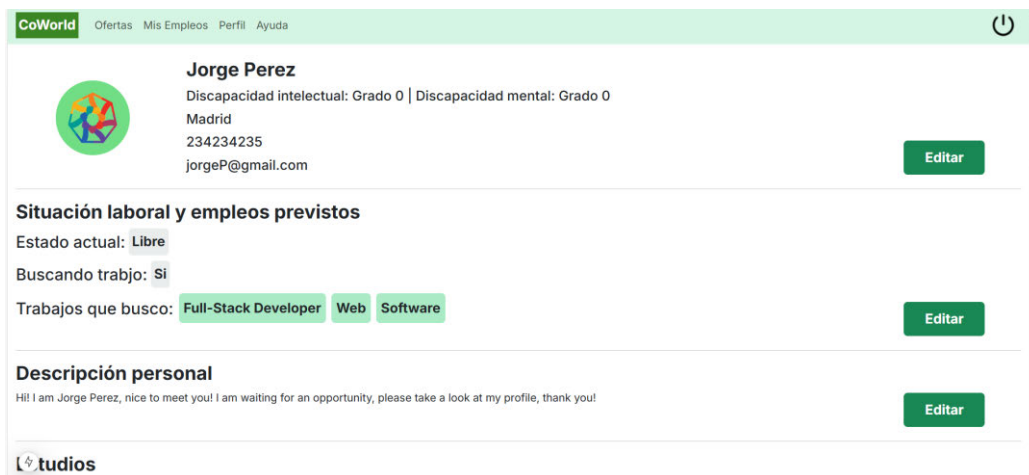 CoWorld Ofertas Mis Empleos Perfil Ayuda
Jorge Perez
Discapacidad intelectual: Grado 0 | Discapacidad mental: Grado 0
Madrid
234234235
jorgeP@gmail.com
Editar
Situación laboral y empleos previstos
Estado actual: Libre
Buscando trabjo: Si
Trabajos que busco: Full-Stack Developer Web Software
Editar
Descripción personal
Hi! I am Jorge Perez, nice to meet you! I am waiting for an opportunity, please take a look at my profile, thank you!
Editar